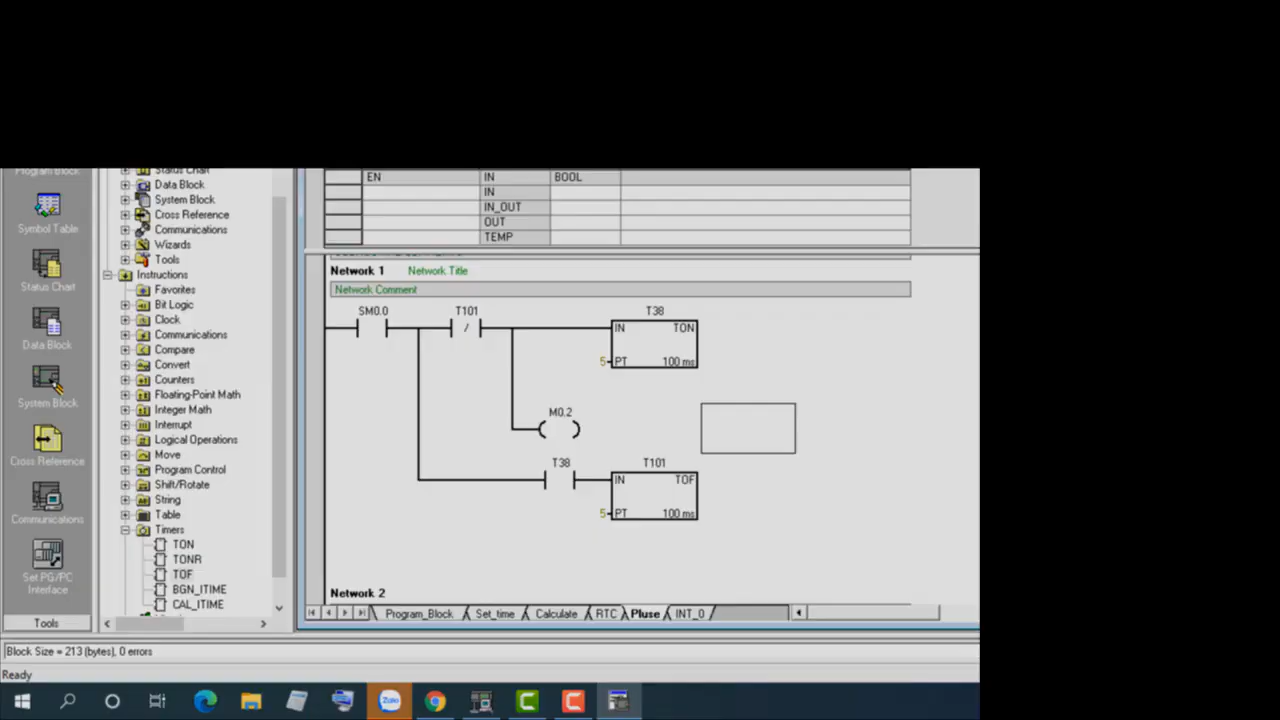 Program Block
Symbol Table
Status Chart
Data Block
System Block
Cross Reference
Communications
Set PG/PC
Interface
Tools
Status Chart
Data Block
System Block
Cross Reference
Communications
Wizards
Tools
Instructions
Favorites
Bit Logic
Clock
Communications
Compare
Convert
Counters
Floating-Point Math
Integer Math
Interrupt
Logical Operations
Move
Program Control
Shift/Rotate
String
Table
Timers
TON
TONR
TOF
BGN_ITIME
CAL_ITIME
EN IN BOOL
IN
IN_OUT
OUT
TEMP
Network 1 Network Title
Network Comment
SM0.0 T101 T38
/ IN TON
5 PT 100 ms
M0.2
T38 T101
IN TOF
5 PT 100 ms
Network 2
Program_Block Set_time Calculate RTC Pluse INT_0
Block Size = 213 (bytes), 0 errors
Ready
Zalo